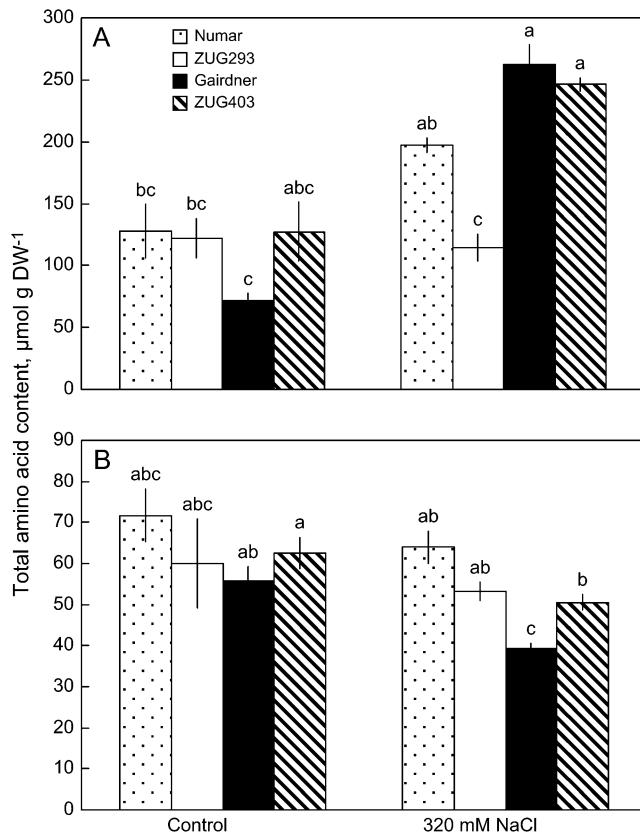 Total amino acid content, µmol g DW-1
A
Numar
ZUG293
Gairdner
ZUG403
300
250
200
150
100
50
0
bc
bc
c
abc
ab
c
a
a
B
90
80
70
60
50
40
30
20
10
0
abc
abc
ab
a
ab
ab
c
b
Control
320 mM NaCl